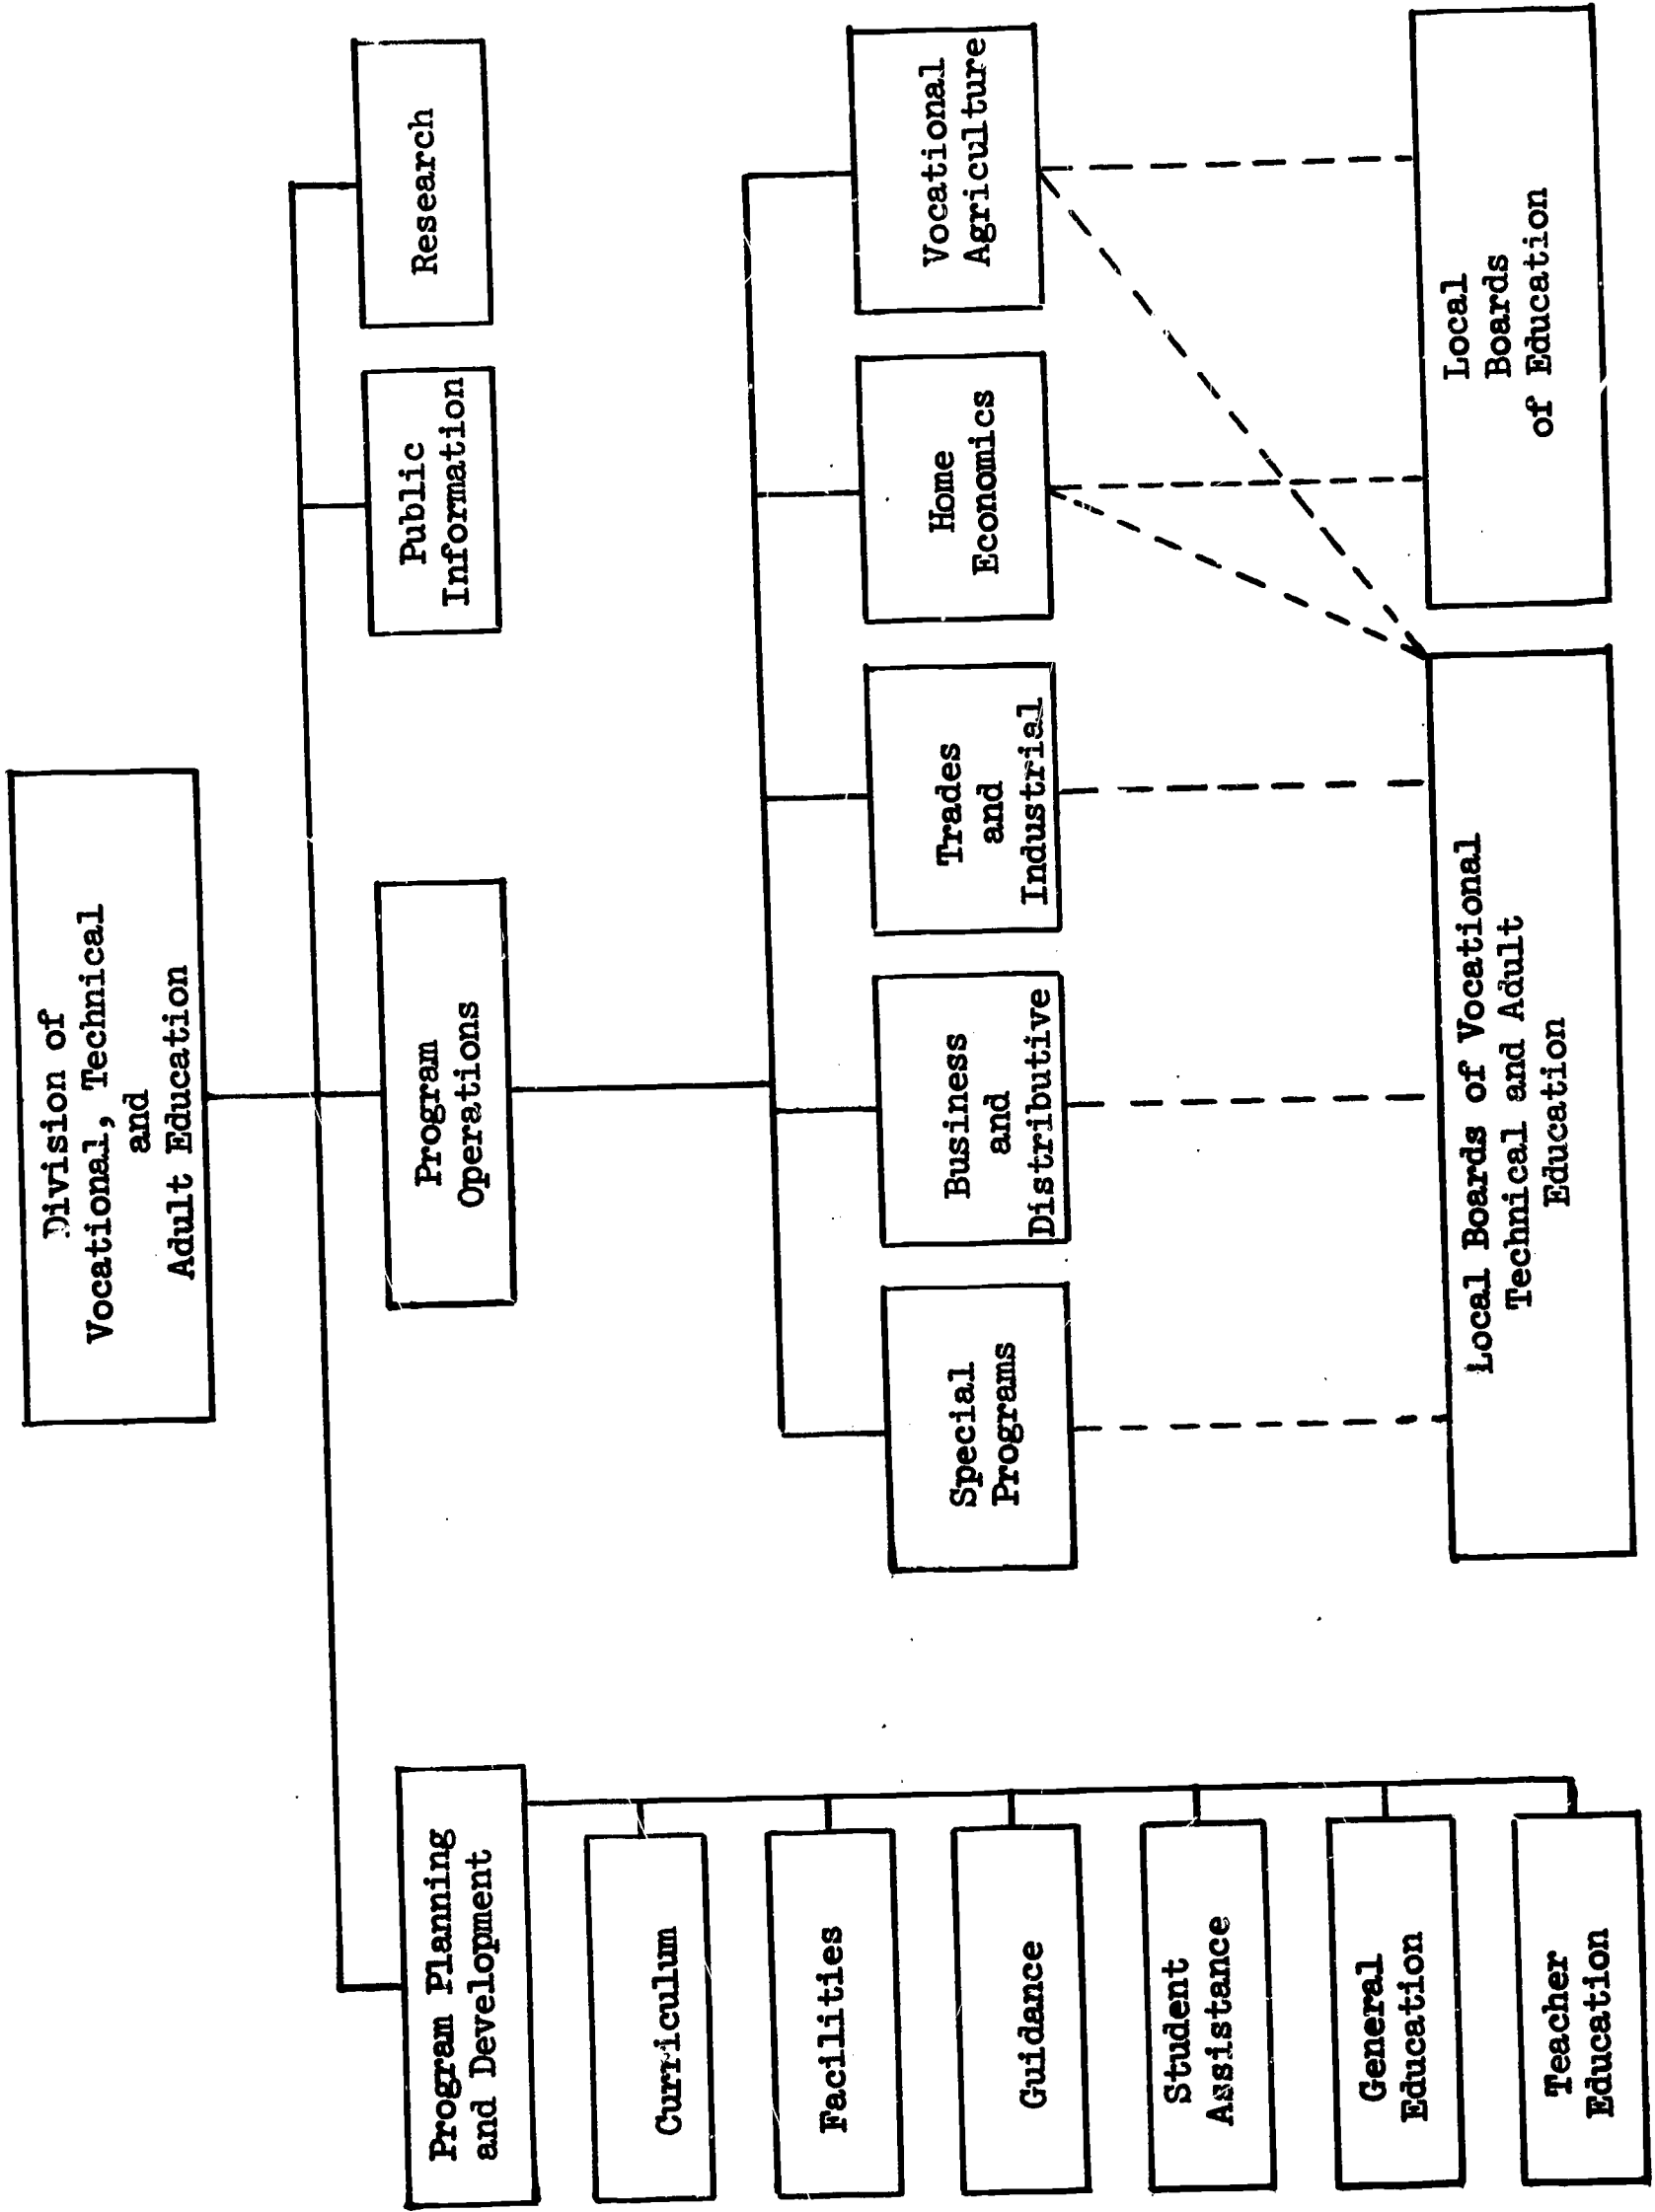 Division of
Vocational, Technical
and
Adult Education
Program Planning
and Development
Program
Operations
Public
Information
Research
Curriculum
Facilities
Guidance
Student
Assistance
General
Education
Teacher
Education
Special
Programs
Business
and
Distributive
Trades
and
Industrial
Home
Economics
Vocational
Agriculture
Local Boards of Vocational
Technical and Adult
Education
Local
Boards
of Education